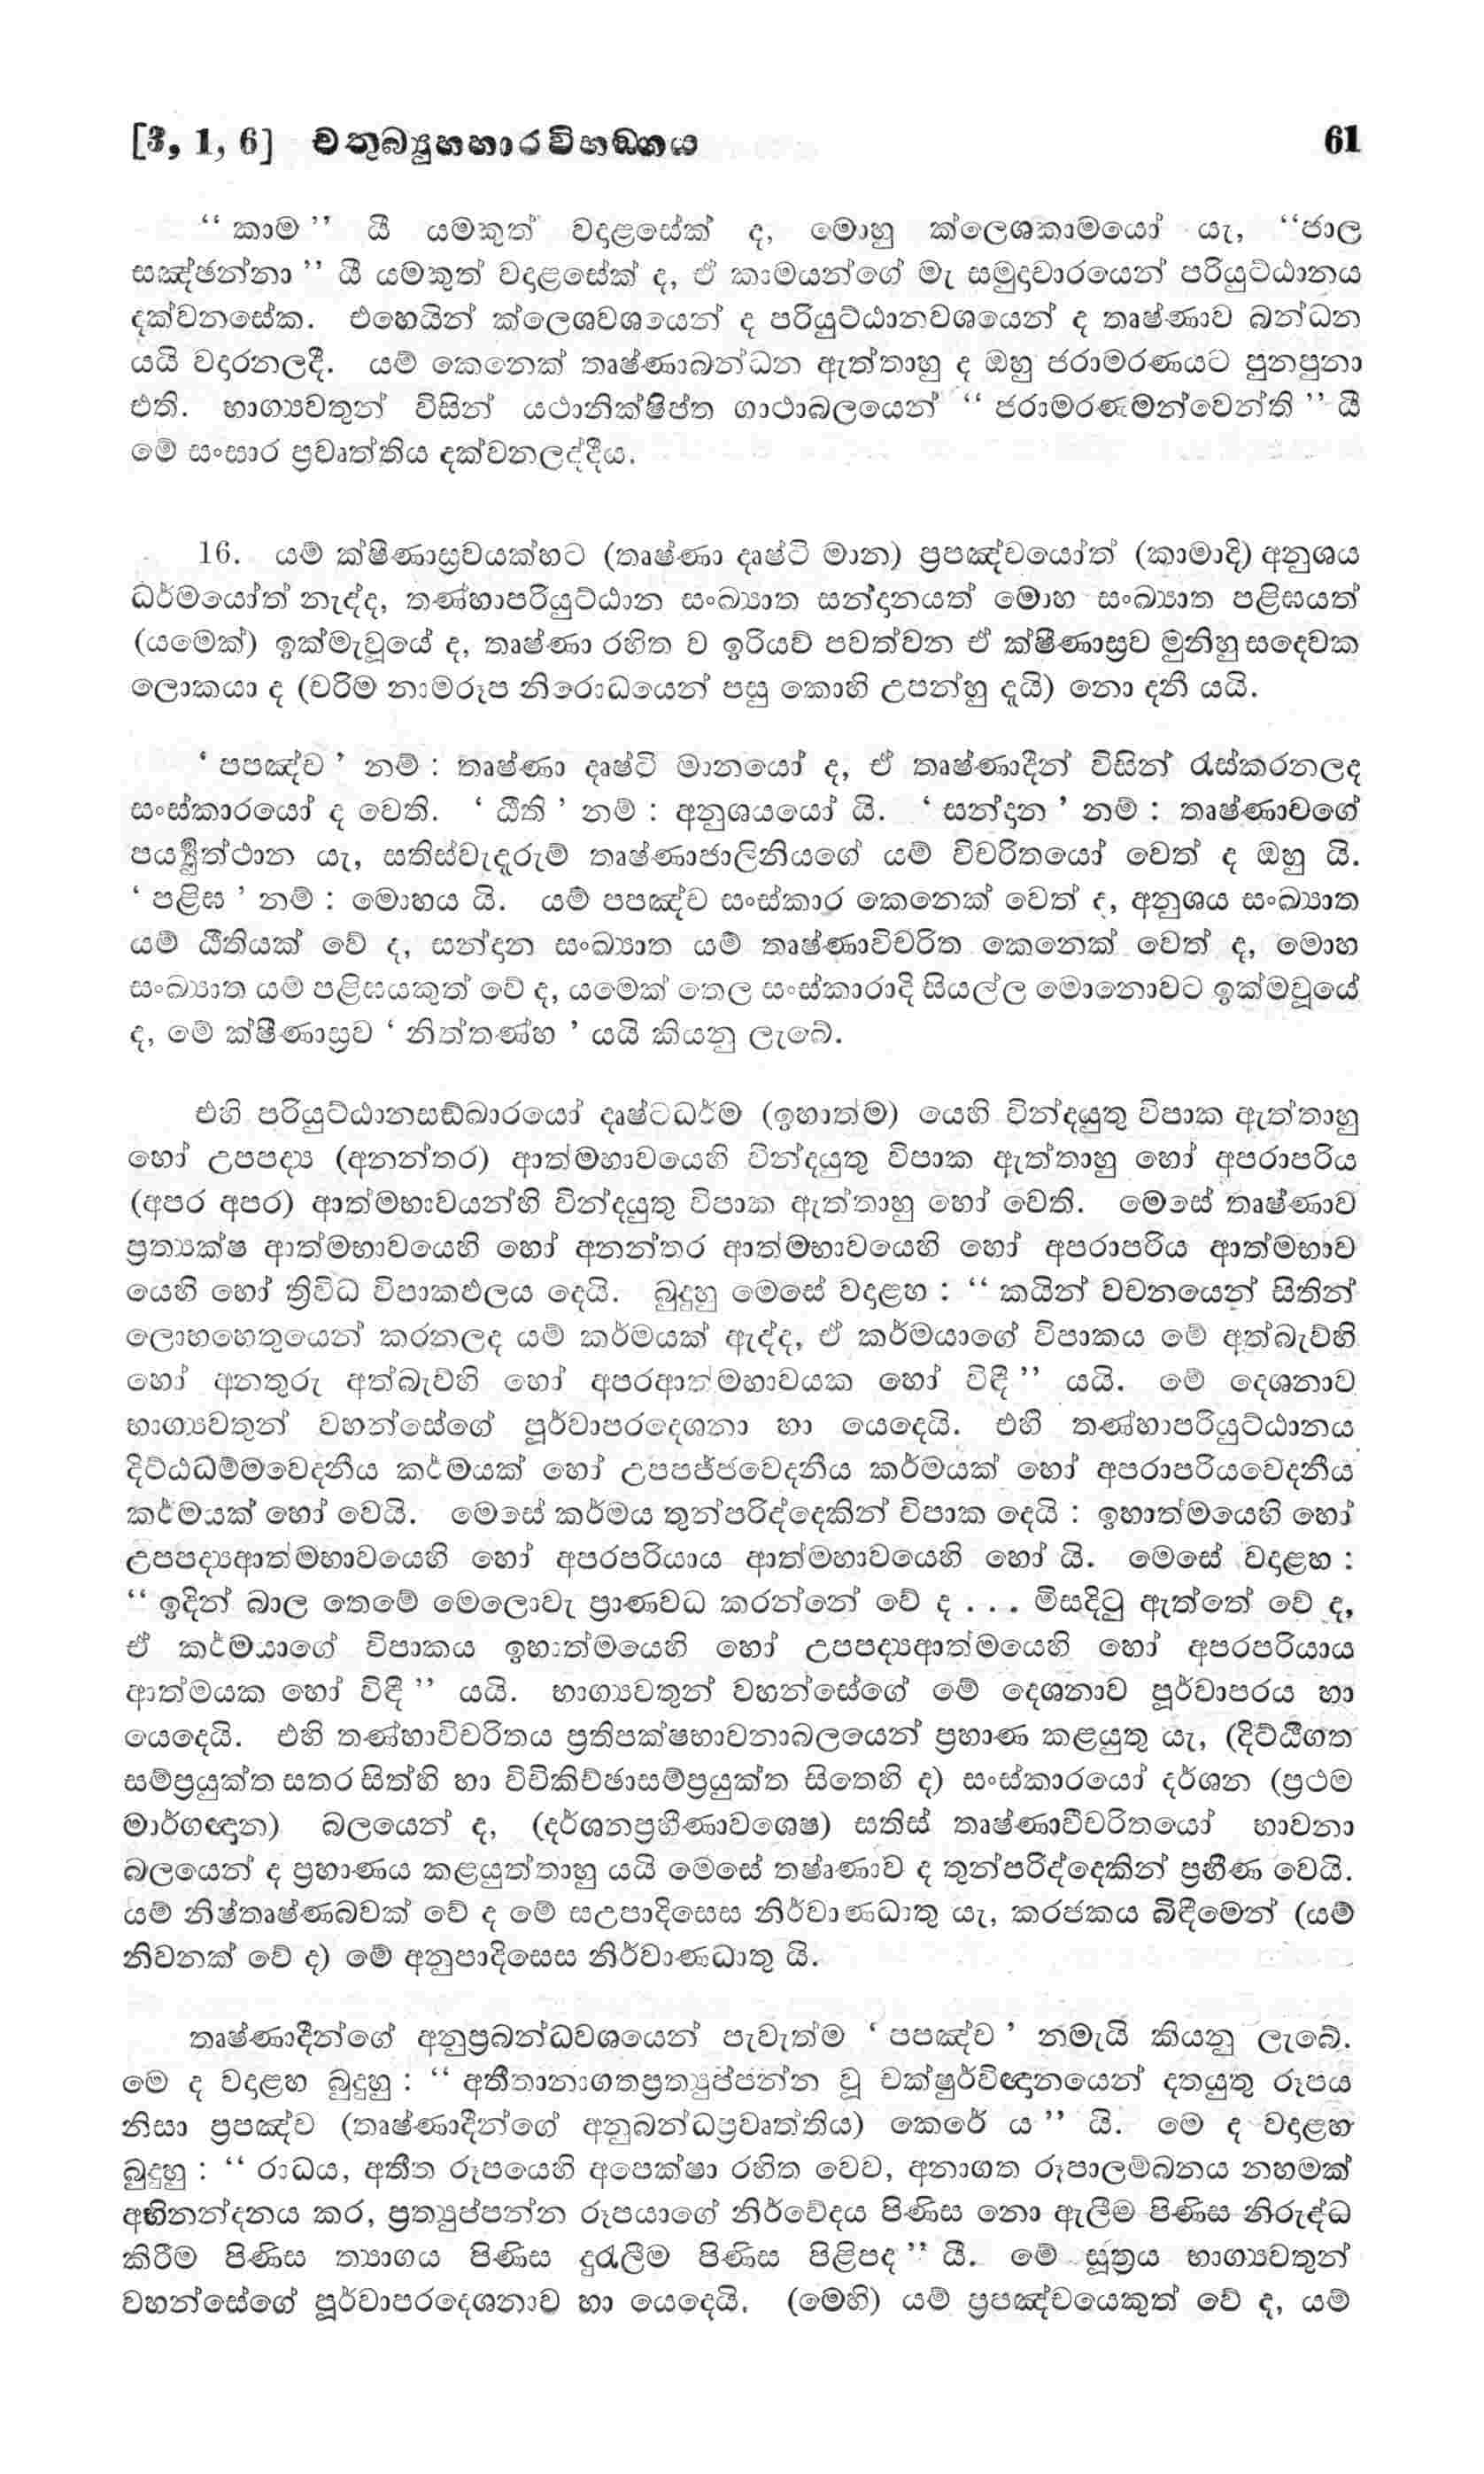 [3, 1, 6] චතුබ්‍යූහහාරවිභඞ්ගය 61
“ කාම ” යී යමකුත් වදාළසේක් ද, මොහු ක්ලෙශකාමයෝ යැ, “ජාල
සඤ්ඡන්නා ” යී යමකුත් වදාළසේක් ද, ඒ කාමයන්ගේ මැ සමුදාචාරයෙන් පරියුට්ඨානය
දක්වනසේක. එහෙයින් ක්ලෙශවශයෙන් ද පරියුට්ඨානවශයෙන් ද තෘෂ්ණාව බන්ධන
යයි වදාරනලදී. යම් කෙනෙක් තෘෂ්ණාබන්ධන ඇත්තාහු ද ඔහු ජරාමරණයට පුනපුනා
එති. භාග්‍යවතුන් විසින් යථානික්ෂිප්ත ගාථාබලයෙන් “ ජරාමරණමන්වෙන්ති ” යී
මේ සංසාර ප්‍රවෘත්තිය දක්වනලද්දීය.
16. යම් ක්ෂීණාස්‍රවයක්හට (තෘෂ්ණා දෘෂ්ටි මාන) ප්‍රපඤ්චයෝත් (කාමාදි) අනුශය
ධර්මයෝත් නැද්ද, තණ්හාපරියුට්ඨාන සංඛ්‍යාත සන්දානයත් මොහ සංඛ්‍යාත පළිඝයත්
(යමෙක්) ඉක්මැවූයේ ද, තෘෂ්ණා රහිත ව ඉරියව් පවත්වන ඒ ක්ෂීණාස්‍රව මුනිහු සදෙවක
ලොකයා ද (චරිම නාමරූප නිරොධයෙන් පසු කොහි උපන්හු දැයි) නො දනී යයි.
‘ පපඤ්ච ’ නම් : තෘෂ්ණා දෘෂ්ටි මානයෝ ද, ඒ තෘෂ්ණාදීන් විසින් රැස්කරනලද
සංස්කාරයෝ ද වෙති. ‘ ඨීති ’ නම් : අනුශයයෝ යි. ‘ සන්දාන ’ නම් : තෘෂ්ණාවගේ
පර්‍ය්‍යුත්ථාන යැ, සතිස්වැදෑරුම් තෘෂ්ණාජාලිනියගේ යම් විචරිතයෝ වෙත් ද ඔහු යි.
‘ පළිඝ ’ නම් : මොහය යි. යම් පපඤ්ච සංස්කාර කෙනෙක් වෙත් ද, අනුශය සංඛ්‍යාත
යම් ඨීතියක් වේ ද, සන්දාන සංඛ්‍යාත යම් තෘෂ්ණාවිචරිත කෙනෙක් වෙත් ද, මොහ
සංඛ්‍යාත යම් පළිඝයකුත් වේ ද, යමෙක් තෙල සංස්කාරාදි සියල්ල මොනොවට ඉක්මවූයේ
ද, මේ ක්ෂීණාස්‍රව ‘ නිත්තණ්හ ’ යයි කියනු ලැබේ.
එහි පරියුට්ඨානසඞ්ඛාරයෝ දෘෂ්ටධර්ම (ඉහාත්ම) යෙහි වින්දයුතු විපාක ඇත්තාහු
හෝ උපපද්‍ය (අනන්තර) ආත්මභාවයෙහි වින්දයුතු විපාක ඇත්තාහු හෝ අපරාපරිය
(අපර අපර) ආත්මභාවයන්හි වින්දයුතු විපාක ඇත්තාහු හෝ වෙති. මෙසේ තෘෂ්ණාව
ප්‍රත්‍යක්ෂ ආත්මභාවයෙහි හෝ අනන්තර ආත්මභාවයෙහි හෝ අපරාපරිය ආත්මභාව
යෙහි හෝ ත්‍රිවිධ විපාකඵලය දෙයි. බුදුහු මෙසේ වදාළහ : “ කයින් වචනයෙන් සිතින්
ලොභහෙතුයෙන් කරනලද යම් කර්මයක් ඇද්ද, ඒ කර්මයාගේ විපාකය මේ අත්බැව්හි
හෝ අනතුරු අත්බැව්හි හෝ අපරආත්මභාවයක හෝ විඳී ” යයි. මේ දෙශනාව
භාග්‍යවතුන් වහන්සේගේ පූර්වාපරදෙශනා හා යෙදෙයි. එහි තණ්හාපරියුට්ඨානය
දිට්ඨධම්මවෙදනීය කර්මයක් හෝ උපපජ්ජවෙදනීය කර්මයක් හෝ අපරාපරියවෙදනීය
කර්මයක් හෝ වෙයි. මෙසේ කර්මය තුන්පරිද්දෙකින් විපාක දෙයි : ඉහාත්මයෙහි හෝ
උපපද්‍යආත්මභාවයෙහි හෝ අපරපරියාය ආත්මභාවයෙහි හෝ යි. මෙසේ වදාළහ :
“ ඉදින් බාල තෙමේ මෙලොවැ ප්‍රාණවධ කරන්නේ වේ ද . . . මිසදිටු ඇත්තේ වේ ද,
ඒ කර්මයාගේ විපාකය ඉහාත්මයෙහි හෝ උපපද්‍යආත්මයෙහි හෝ අපරපරියාය
ආත්මයක හෝ විඳී ” යයි. භාග්‍යවතුන් වහන්සේගේ මේ දෙශනාව පූර්වාපරය හා
යෙදෙයි. එහි තණ්හාවිචරිතය ප්‍රතිපක්ෂභාවනාබලයෙන් ප්‍රහාණ කළයුතු යැ, (දිට්ඨිගත
සම්ප්‍රයුක්ත සතර සිත්හි හා විචිකිච්ඡාසම්ප්‍රයුක්ත සිතෙහි ද) සංස්කාරයෝ දර්ශන (ප්‍රථම
මාර්ගඥාන) බලයෙන් ද, (දර්ශනප්‍රහීණාවශෙෂ) සතිස් තෘෂ්ණාවිචරිතයෝ භාවනා
බලයෙන් ද ප්‍රහාණය කළයුත්තාහු යයි මෙසේ තෂෘණාව ද තුන්පරිද්දෙකින් ප්‍රහීණ වෙයි.
යම් නිෂ්තෘෂ්ණබවක් වේ ද මේ සඋපාදිසෙස නිර්වාණධාතු යැ, කරජකය බිඳීමෙන් (යම්
නිවනක් වේ ද) මේ අනුපාදිසෙස නිර්වාණධාතු යි.
තෘෂ්ණාදීන්ගේ අනුප්‍රබන්ධවශයෙන් පැවැත්ම ‘ පපඤ්ච ’ නමැයි කියනු ලැබේ.
මෙ ද වදාළහ බුදුහු : “ අතීතානාගතප්‍රත්‍යුප්පන්න වූ චක්ෂුර්විඥානයෙන් දතයුතු රූපය
නිසා ප්‍රපඤ්ච (තෘෂ්ණාදීන්ගේ අනුබන්ධප්‍රවෘත්තිය) කෙරේ ය ” යි. මෙ ද වදාළහ
බුදුහු : “ රාධය, අතීත රූපයෙහි අපෙක්ෂා රහිත වෙව, අනාගත රූපාලම්බනය නහමක්
අභිනන්දනය කර, ප්‍රත්‍යුප්පන්න රූපයාගේ නිර්වේදය පිණිස නො ඇලීම පිණිස නිරුද්ධ
කිරීම පිණිස ත්‍යාගය පිණිස දුරැලීම පිණිස පිළිපද ” යී. මේ සූත්‍රය භාග්‍යවතුන්
වහන්සේගේ පූර්වාපරදෙශනාව හා යෙදෙයි. (මෙහි) යම් ප්‍රපඤ්චයෙකුත් වේ ද, යම්